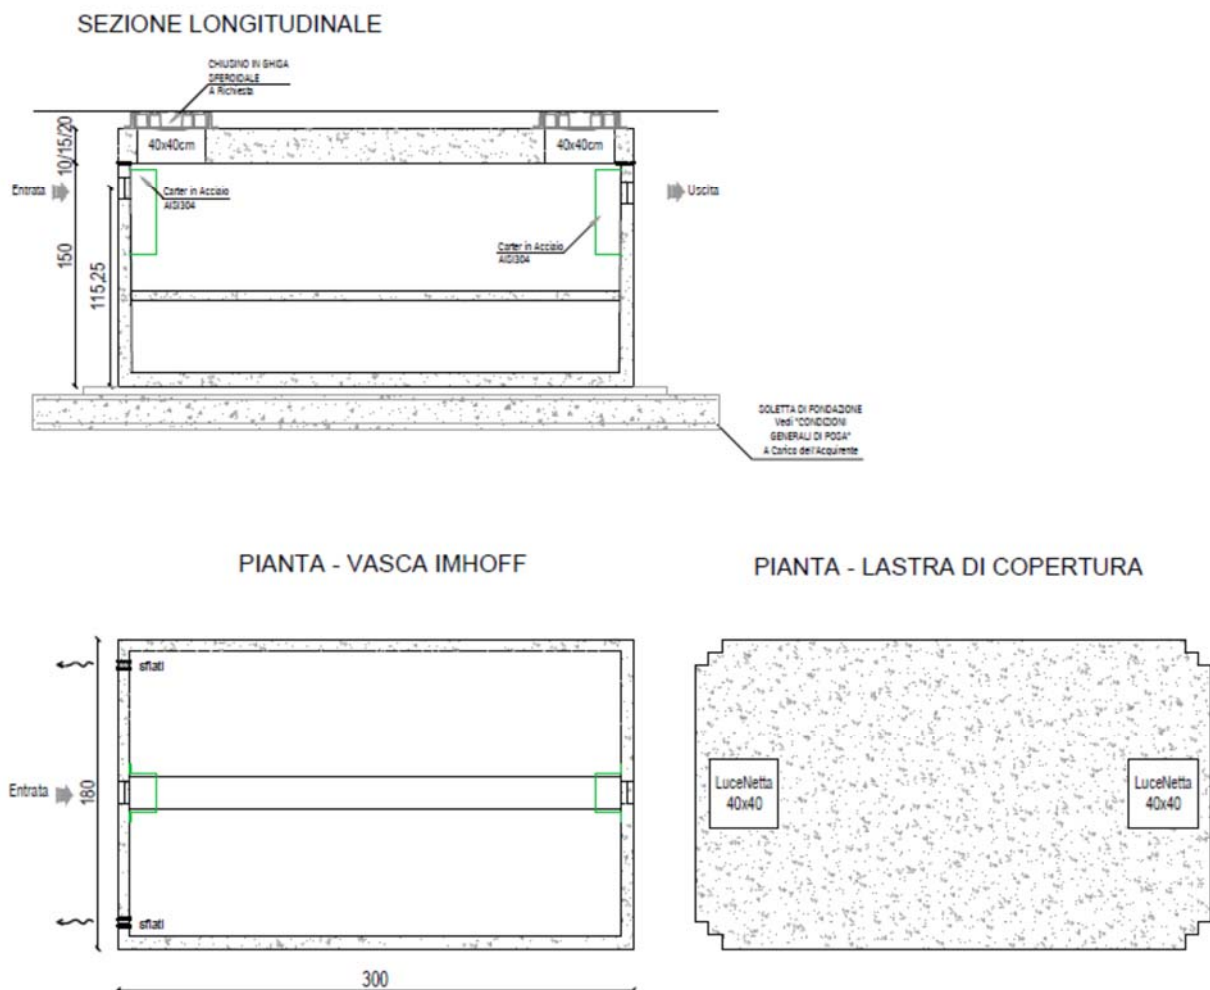 SEZIONE LONGITUDINALE
CHIUSINO IN GHISA
SFEROIDALE
A Richiesta
10/15/20
40x40cm
40x40cm
Entrata
Carter in Acciaio
AISI304
Uscita
Carter in Acciaio
AISI304
150
115,25
SOLETTA DI FONDAZIONE
Vedi "CONDIZIONI
GENERALI DI POSA"
A Carico dell'Acquirente
PIANTA - VASCA IMHOFF
PIANTA - LASTRA DI COPERTURA
sfiati
Entrata
180
LuceNetta
40x40
LuceNetta
40x40
sfiati
300